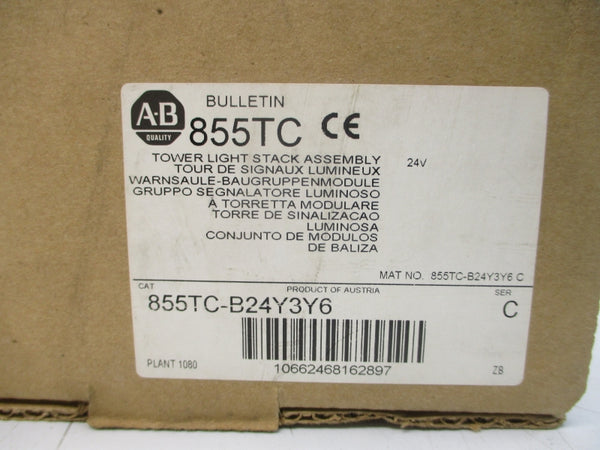 A·B
QUALITY
BULLETIN
855TC CE
TOWER LIGHT STACK ASSEMBLY 24V
TOUR DE SIGNAUX LUMINEUX
WARNSAULE-BAUGRUPPENMODULE
GRUPPO SEGNALATORE LUMINOSO
A TORRETTA MODULARE
TORRE DE SINALIZACAO
LUMINOSA
CONJUNTO DE MODULOS
DE BALIZA
MAT NO. 855TC-B24Y3Y6 C
CAT PRODUCT OF AUSTRIA SER
855TC-B24Y3Y6 C
PLANT 1080 10662468162897 ZB